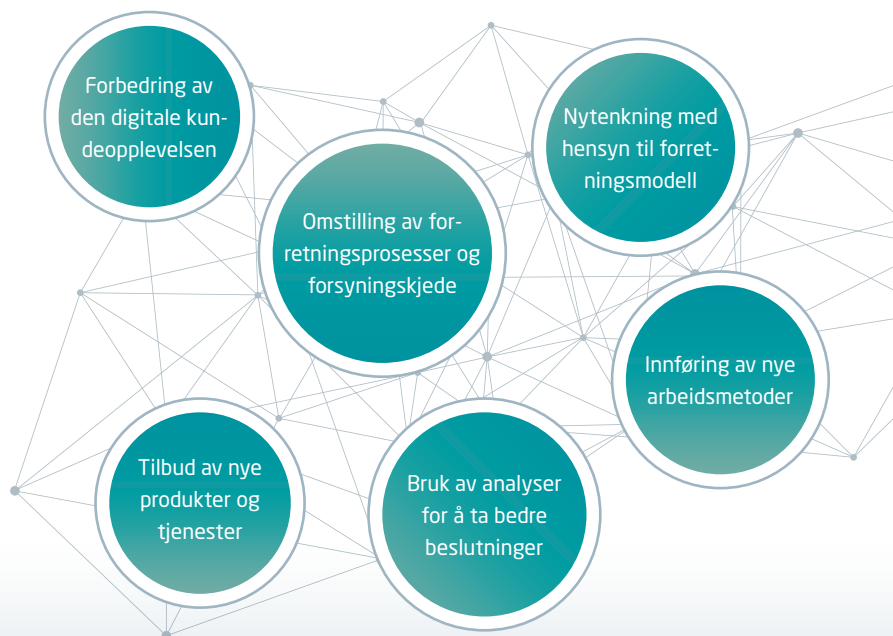 Forbedring av
den digitale kun-
deopplevelsen
Nytenkning med
hensyn til forret-
ningsmodell
Omstilling av for-
retningsprosesser og
forsyningskjede
Innføring av nye
arbeidsmetoder
Tilbud av nye
produkter og
tjenester
Bruk av analyser
for å ta bedre
beslutninger